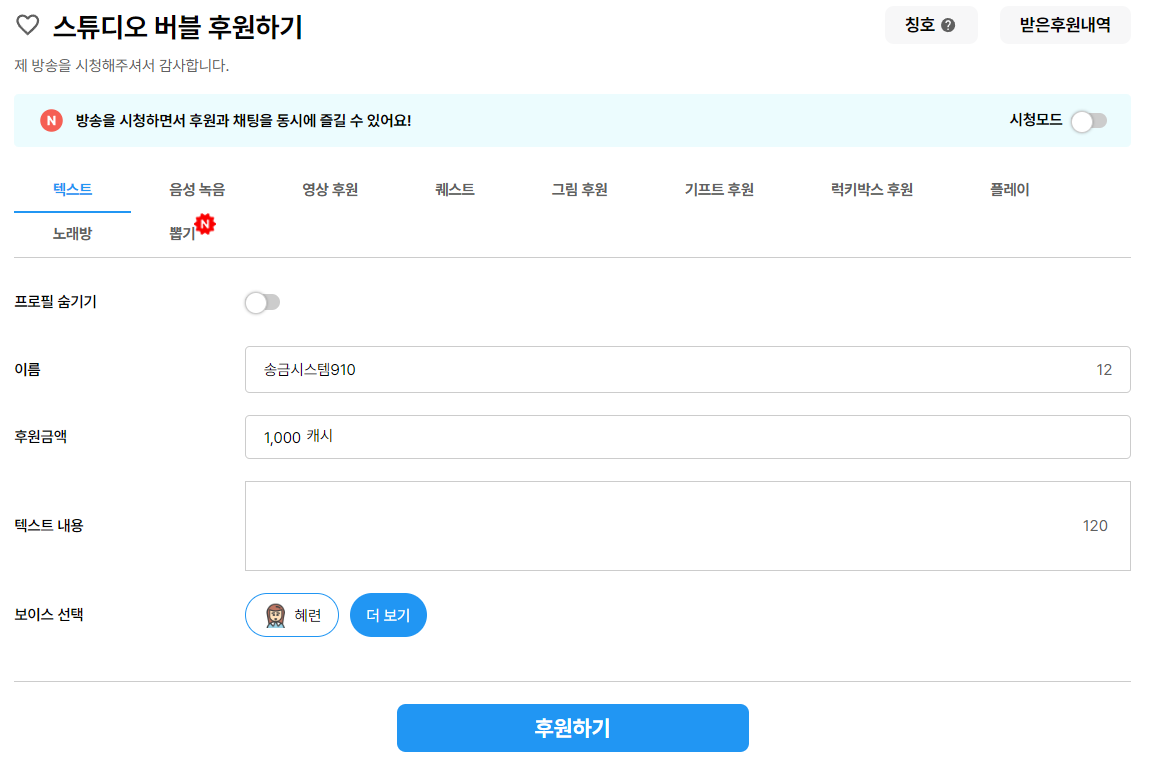 스튜디오 버블 후원하기
칭호 ?
받은후원내역
제 방송을 시청해주셔서 감사합니다.
N 방송을 시청하면서 후원과 채팅을 동시에 즐길 수 있어요!
시청모드
텍스트 음성 녹음 영상 후원 퀘스트 그림 후원 기프트 후원 럭키박스 후원 플레이
노래방 뽑기 N
프로필 숨기기
이름 송금시스템910 12
후원금액 1,000 캐시
텍스트 내용 120
보이스 선택 혜련 더 보기
후원하기